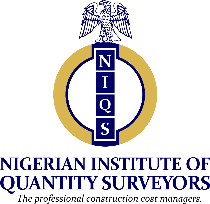 N
I
Q
S
NIGERIAN INSTITUTE OF
QUANTITY SURVEYORS
The professional construction cost managers.